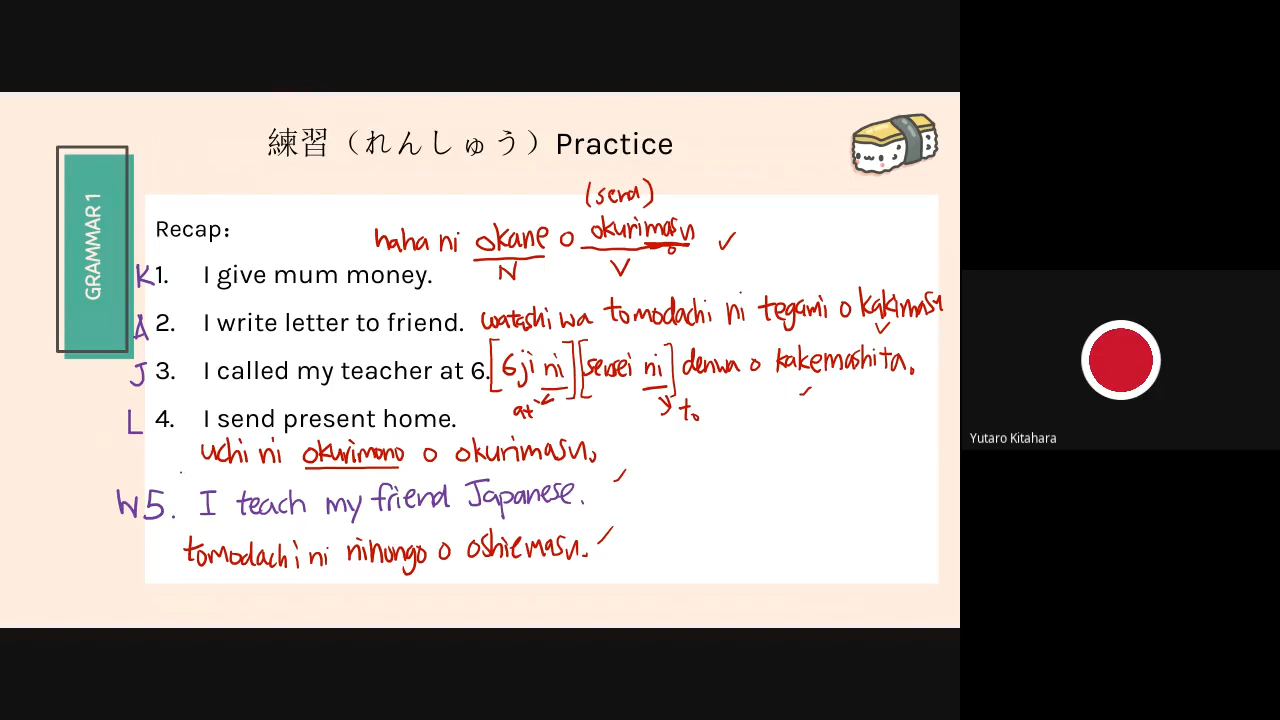 練習（れんしゅう）Practice
GRAMMAR 1
(send)
Recap:
haha ni okane o okurimasu
N V
K 1. I give mum money.
A 2. I write letter to friend. watashi wa tomodachi ni tegami o kakimasu
J 3. I called my teacher at 6. [6ji ni] [sensei ni] denwa o kakemashita.
at to
L 4. I send present home.
uchi ni okurimono o okurimasu.
W 5. I teach my friend Japanese.
tomodachi ni nihongo o oshiemasu.
Yutaro Kitahara